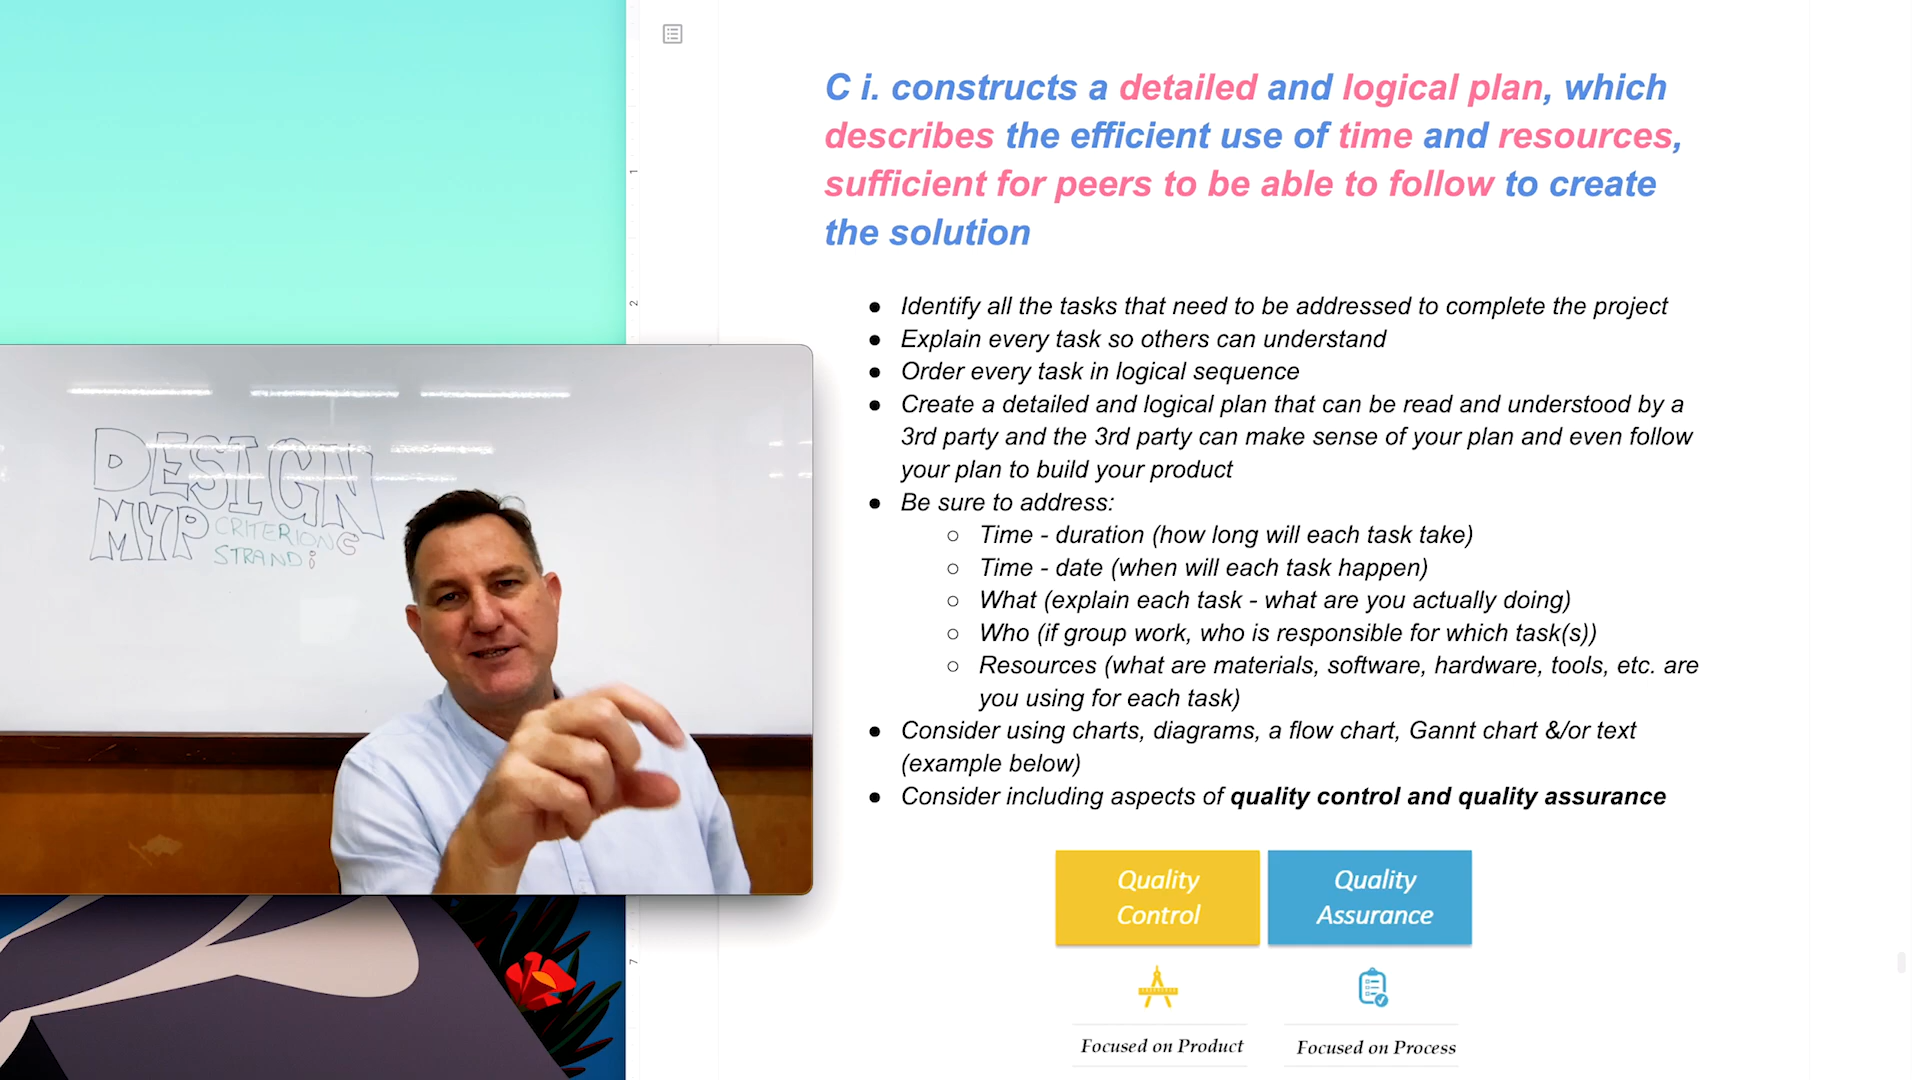 C i. constructs a detailed and logical plan, which
describes the efficient use of time and resources,
sufficient for peers to be able to follow to create
the solution
● Identify all the tasks that need to be addressed to complete the project
● Explain every task so others can understand
● Order every task in logical sequence
● Create a detailed and logical plan that can be read and understood by a
3rd party and the 3rd party can make sense of your plan and even follow
your plan to build your product
● Be sure to address:
○ Time - duration (how long will each task take)
○ Time - date (when will each task happen)
○ What (explain each task - what are you actually doing)
○ Who (if group work, who is responsible for which task(s))
○ Resources (what are materials, software, hardware, tools, etc. are
you using for each task)
● Consider using charts, diagrams, a flow chart, Gannt chart &/or text
(example below)
● Consider including aspects of quality control and quality assurance
Quality
Control
Quality
Assurance
Focused on Product
Focused on Process
DESIGN
MYP CRITERION C
STRAND i
1
2
7